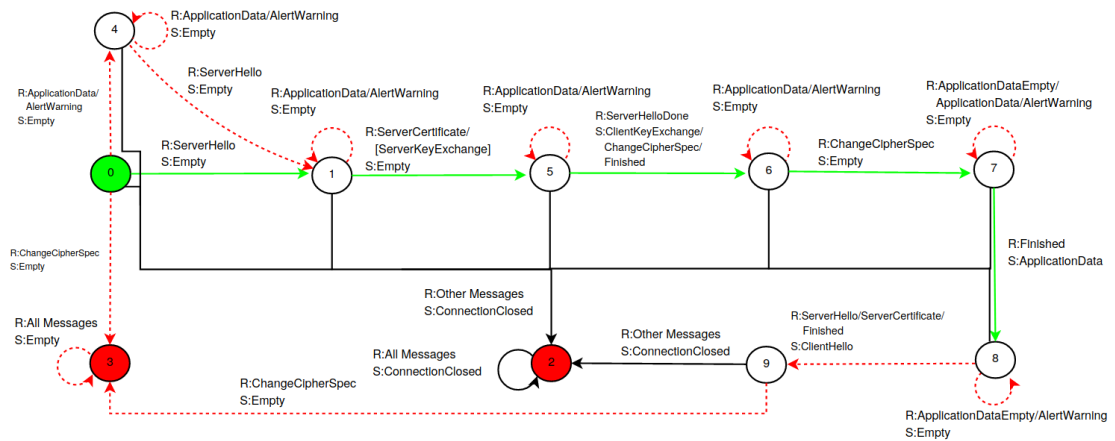 4
R:ApplicationData/AlertWarning
S:Empty
R:ApplicationData/
AlertWarning
S:Empty
R:ServerHello
S:Empty
R:ApplicationData/AlertWarning
S:Empty
R:ApplicationData/AlertWarning
S:Empty
R:ApplicationData/AlertWarning
S:Empty
R:ApplicationDataEmpty/
ApplicationData/AlertWarning
S:Empty
R:ServerHello
S:Empty
R:ServerCertificate/
[ServerKeyExchange]
S:Empty
R:ServerHelloDone
S:ClientKeyExchange/
ChangeCipherSpec/
Finished
R:ChangeCipherSpec
S:Empty
0
1
5
6
7
R:ChangeCipherSpec
S:Empty
R:Finished
S:ApplicationData
R:All Messages
S:Empty
R:Other Messages
S:ConnectionClosed
R:All Messages
S:ConnectionClosed
R:Other Messages
S:ConnectionClosed
R:ServerHello/ServerCertificate/
Finished
S:ClientHello
3
2
9
8
R:ChangeCipherSpec
S:Empty
R:ApplicationDataEmpty/AlertWarning
S:Empty